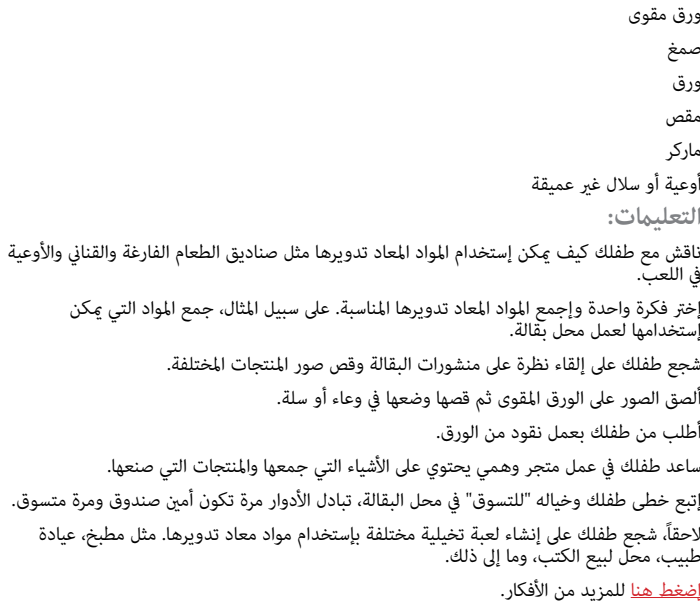 ورق مقوى
صمغ
ورق
مقص
ماركر
أوعية أو سلال غير عميقة
التعليمات:
ناقش مع طفلك كيف يمكن إستخدام المواد المعاد تدويرها مثل صناديق الطعام الفارغة والقناني والأوعية
في اللعب.
إختر فكرة واحدة وإجمع المواد المعاد تدويرها المناسبة. على سبيل المثال، جمع المواد التي يمكن
إستخدامها لعمل محل بقالة.
شجع طفلك على إلقاء نظرة على منشورات البقالة وقص صور المنتجات المختلفة.
ألصق الصور على الورق المقوى ثم قصها وضعها في وعاء أو سلة.
أطلب من طفلك بعمل نقود من الورق.
ساعد طفلك في عمل متجر وهمي يحتوي على الأشياء التي جمعها والمنتجات التي صنعها.
إتبع خطى طفلك وخياله "للتسوق" في محل البقالة، تبادل الأدوار مرة تكون أمين صندوق ومرة متسوق.
لاحقاً، شجع طفلك على إنشاء لعبة تخيلية مختلفة بإستخدام مواد معاد تدويرها. مثل مطبخ، عيادة
طبيب، محل لبيع الكتب، وما إلى ذلك.
إضغط هنا للمزيد من الأفكار.